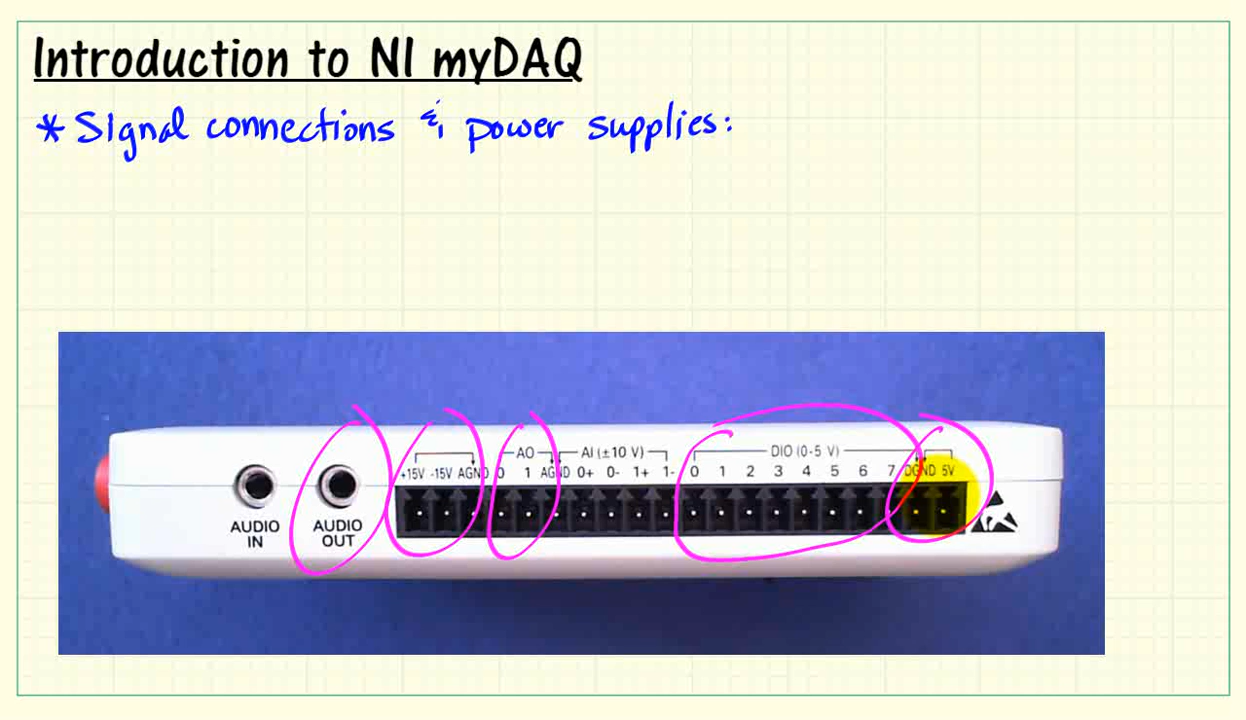 Introduction to NI myDAQ
* Signal connections & power supplies:
AO AI (±10 V) DIO (0-5 V)
+15V -15V AGND 0 1 AGND 0+ 0- 1+ 1- 0 1 2 3 4 5 6 7 DGND 5V
AUDIO IN
AUDIO OUT